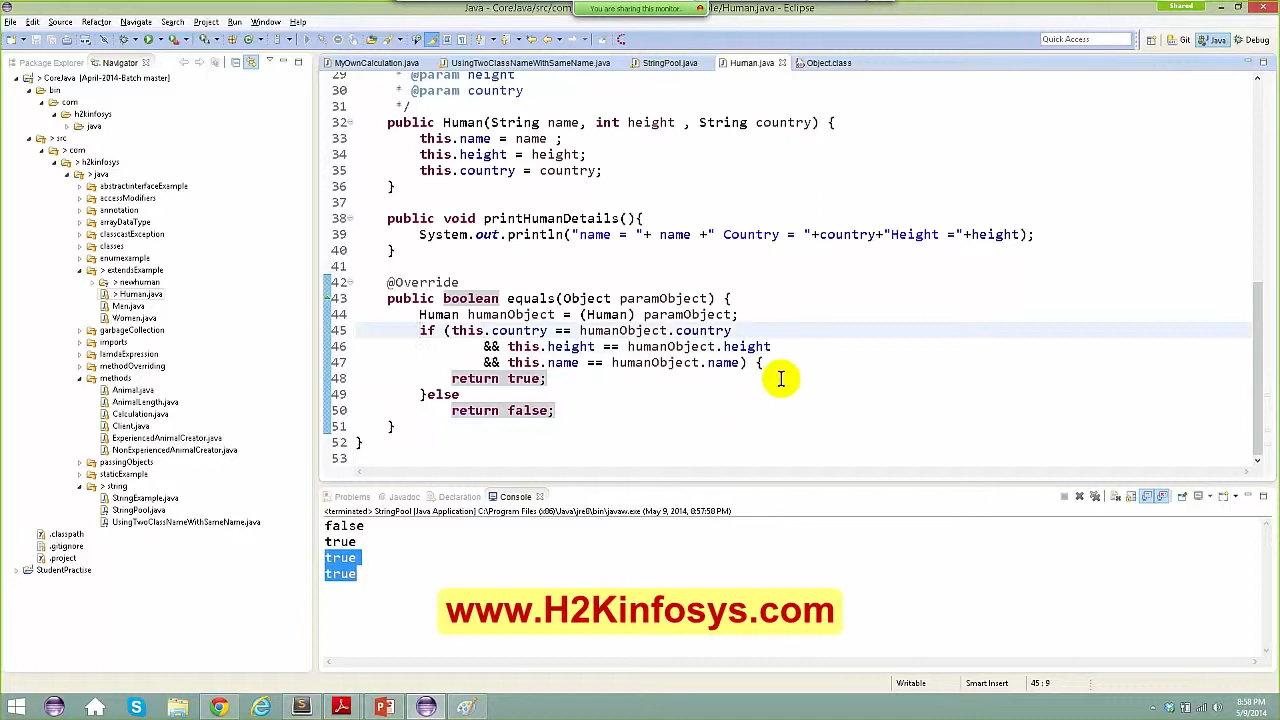 Java - CoreJava/src/com
You are sharing this monitor...
le/Human.java - Eclipse
Shared
File Edit Source Refactor Navigate Search Project Run Window Help
Quick Access
Git
Java
Debug
Package Explorer
Navigator
MyOwnCalculation.java
UsingTwoClassNameWithSameName.java
StringPool.java
Human.java
Object.class
> CoreJava [April-2014-Batch master]
bin
com
h2kinfosys
java
> src
> com
> h2kinfosys
> java
abstractinterfaceExample
accessModifiers
annotation
arrayDataType
classcastException
classes
enumexample
> extendsExample
> newhuman
> Human.java
Men.java
Women.java
garbageCollection
imports
lamdaExpression
methodOverriding
methods
Animal.java
AnimalLength.java
Calculation.java
Client.java
ExperiencedAnimalCreator.java
NonExperiencedAnimalCreator.java
passingObjects
staticExample
> string
StringExample.java
StringPool.java
UsingTwoClassNameWithSameName.java
.classpath
.gitignore
.project
StudentPractise
29 * @param height
30 * @param country
31 */
32 public Human(String name, int height , String country) {
33 this.name = name ;
34 this.height = height;
35 this.country = country;
36 }
37
38 public void printHumanDetails(){
39 System.out.println("name = "+ name +" Country = "+country+"Height ="+height);
40 }
41
42 @Override
43 public boolean equals(Object paramObject) {
44 Human humanObject = (Human) paramObject;
45 if (this.country == humanObject.country
46 && this.height == humanObject.height
47 && this.name == humanObject.name) {
48 return true;
49 }else
50 return false;
51 }
52 }
53
Problems
Javadoc
Declaration
Console
<terminated> StringPool [Java Application] C:\Program Files (x86)\Java\jre8\bin\javaw.exe (May 9, 2014, 8:57:58 PM)
false
true
true
true
www.H2Kinfosys.com
Writable
Smart Insert
45 : 9
8:58 PM
5/9/2014